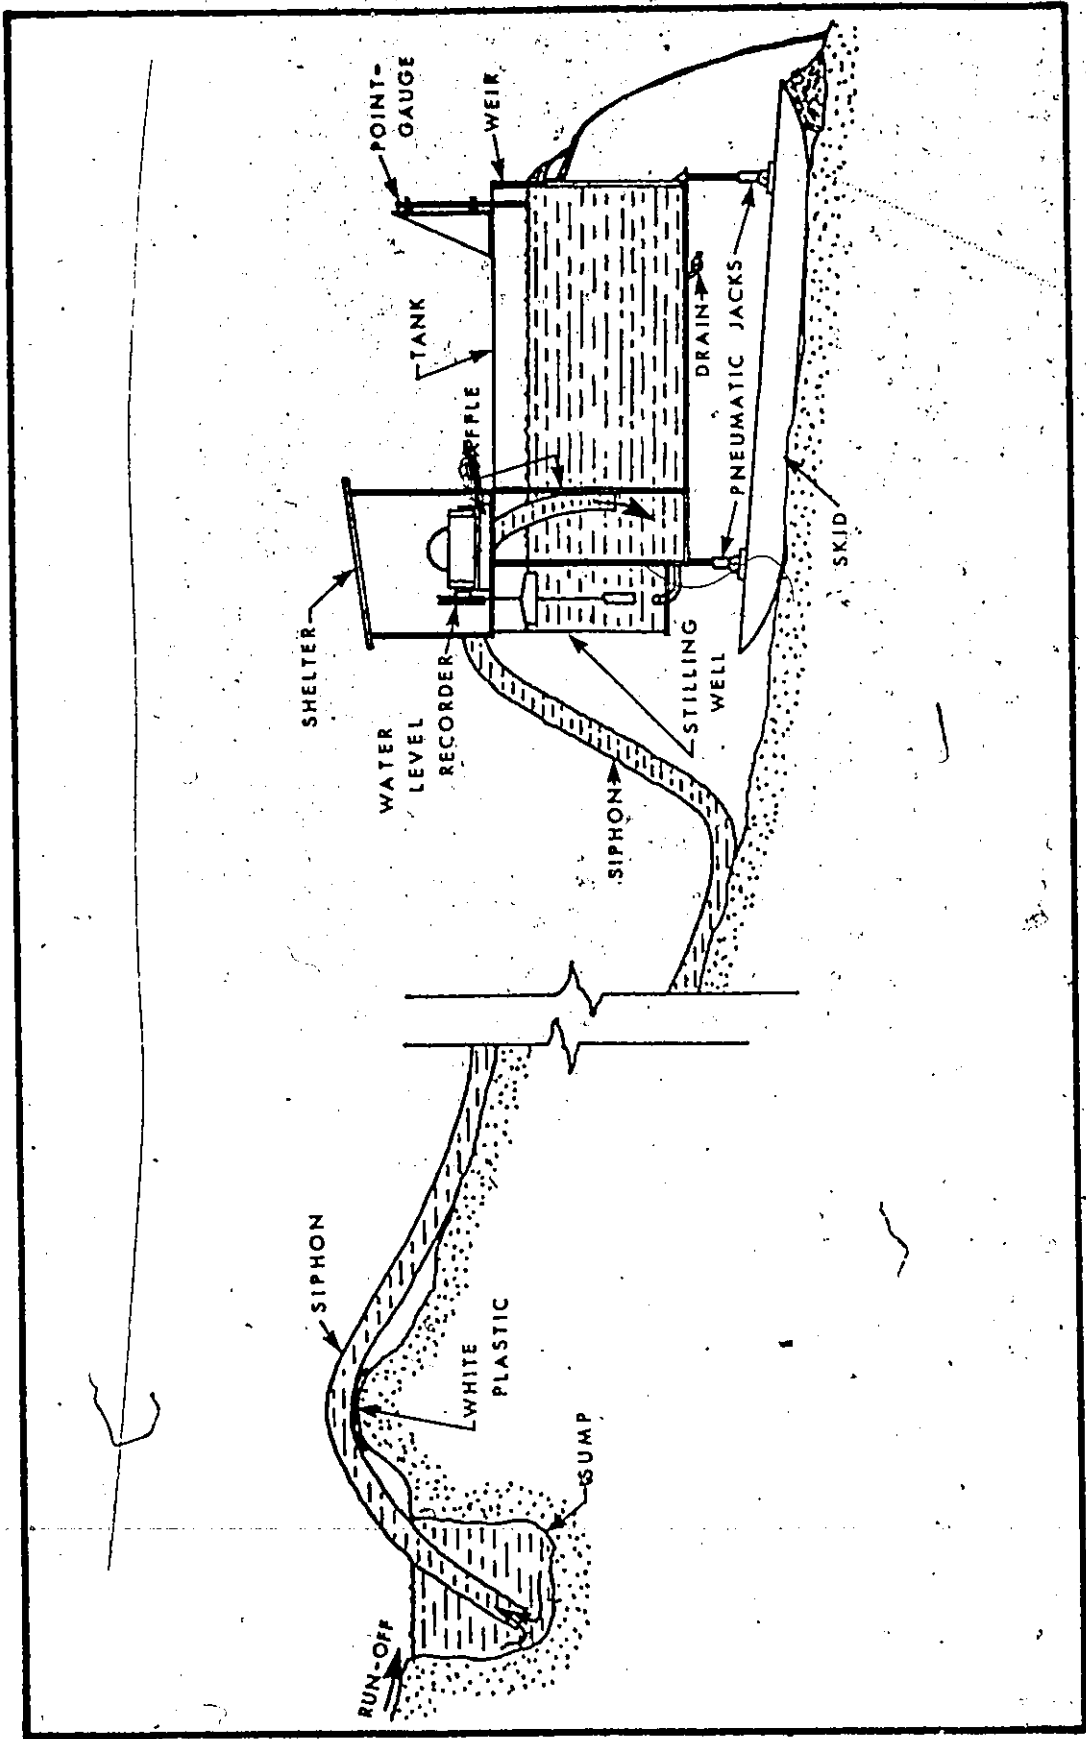 RUN-OFF
SIPHON
WHITE
PLASTIC
SUMP
SHELTER
WATER
LEVEL
RECORDER
SIPHON
STILLING
WELL
BAFFLE
TANK
POINT-
GAUGE
WEIR
DRAIN
PNEUMATIC JACKS
SKID